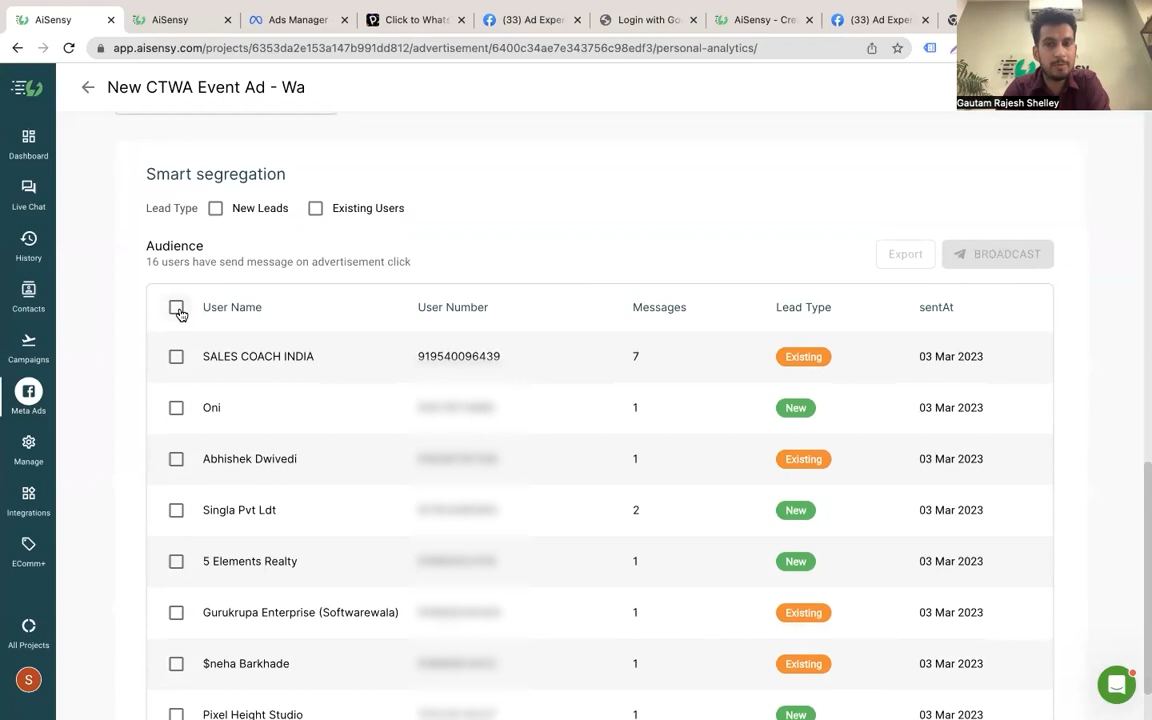 AiSensy
AiSensy
Ads Manager
Click to Whats
(33) Ad Exper
Login with Go
AiSensy - Cre
(33) Ad Exper
app.aisensy.com/projects/6353da2e153a147b991dd812/advertisement/6400c34ae7e343756c98edf3/personal-analytics/
Gautam Rajesh Shelley
New CTWA Event Ad - Wa
Dashboard
Live Chat
History
Contacts
Campaigns
Meta Ads
Manage
Integrations
EComm+
All Projects
S
Smart segregation
Lead Type New Leads Existing Users
Audience
16 users have send message on advertisement click
Export BROADCAST
User Name User Number Messages Lead Type sentAt
SALES COACH INDIA 919540096439 7 Existing 03 Mar 2023
Oni 1 New 03 Mar 2023
Abhishek Dwivedi 1 Existing 03 Mar 2023
Singla Pvt Ldt 2 New 03 Mar 2023
5 Elements Realty 1 New 03 Mar 2023
Gurukrupa Enterprise (Softwarewala) 1 Existing 03 Mar 2023
$neha Barkhade 1 Existing 03 Mar 2023
Pixel Height Studio 1 New 03 Mar 2023